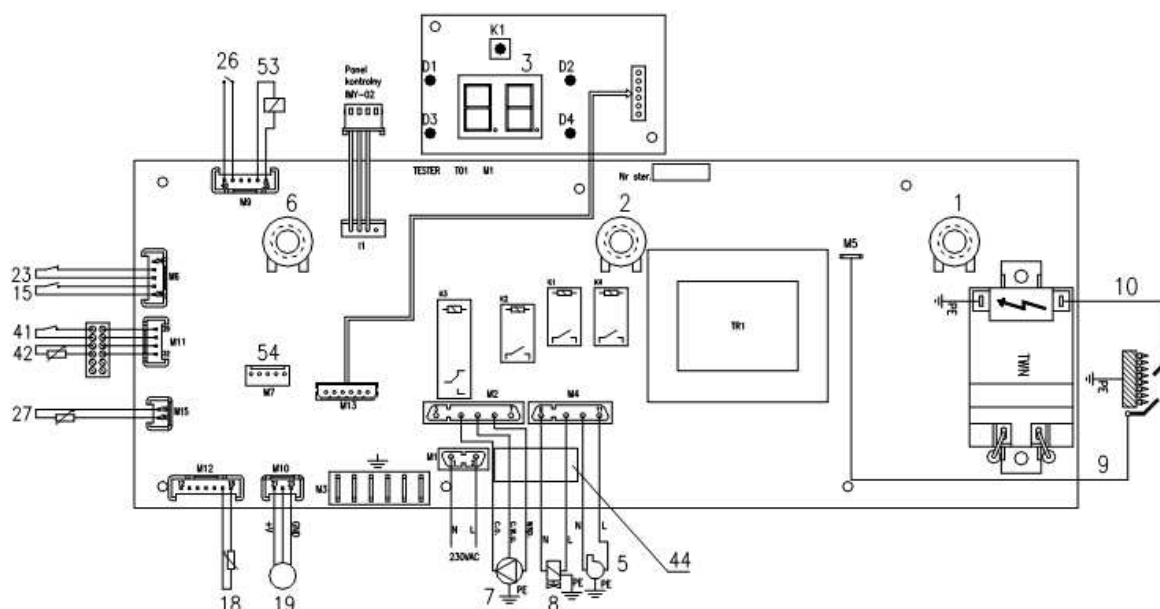 K1
26
53
Panel
kontrolny
IMY-02
D1
3
D2
D3
D4
TESTER T01 M1
Nr ster.
M9
6
I1
2
1
M5
23
15
M6
K3
K2
K1
K4
TR1
PE
10
TWN
PE
41
42
M11
54
M7
M13
27
M15
M2
M4
9
M12
M10
M3
M1
+V
GND
N
L
230VAC
C.O.
N
L
N
L
44
18
19
7
PE
8
PE
5
PE